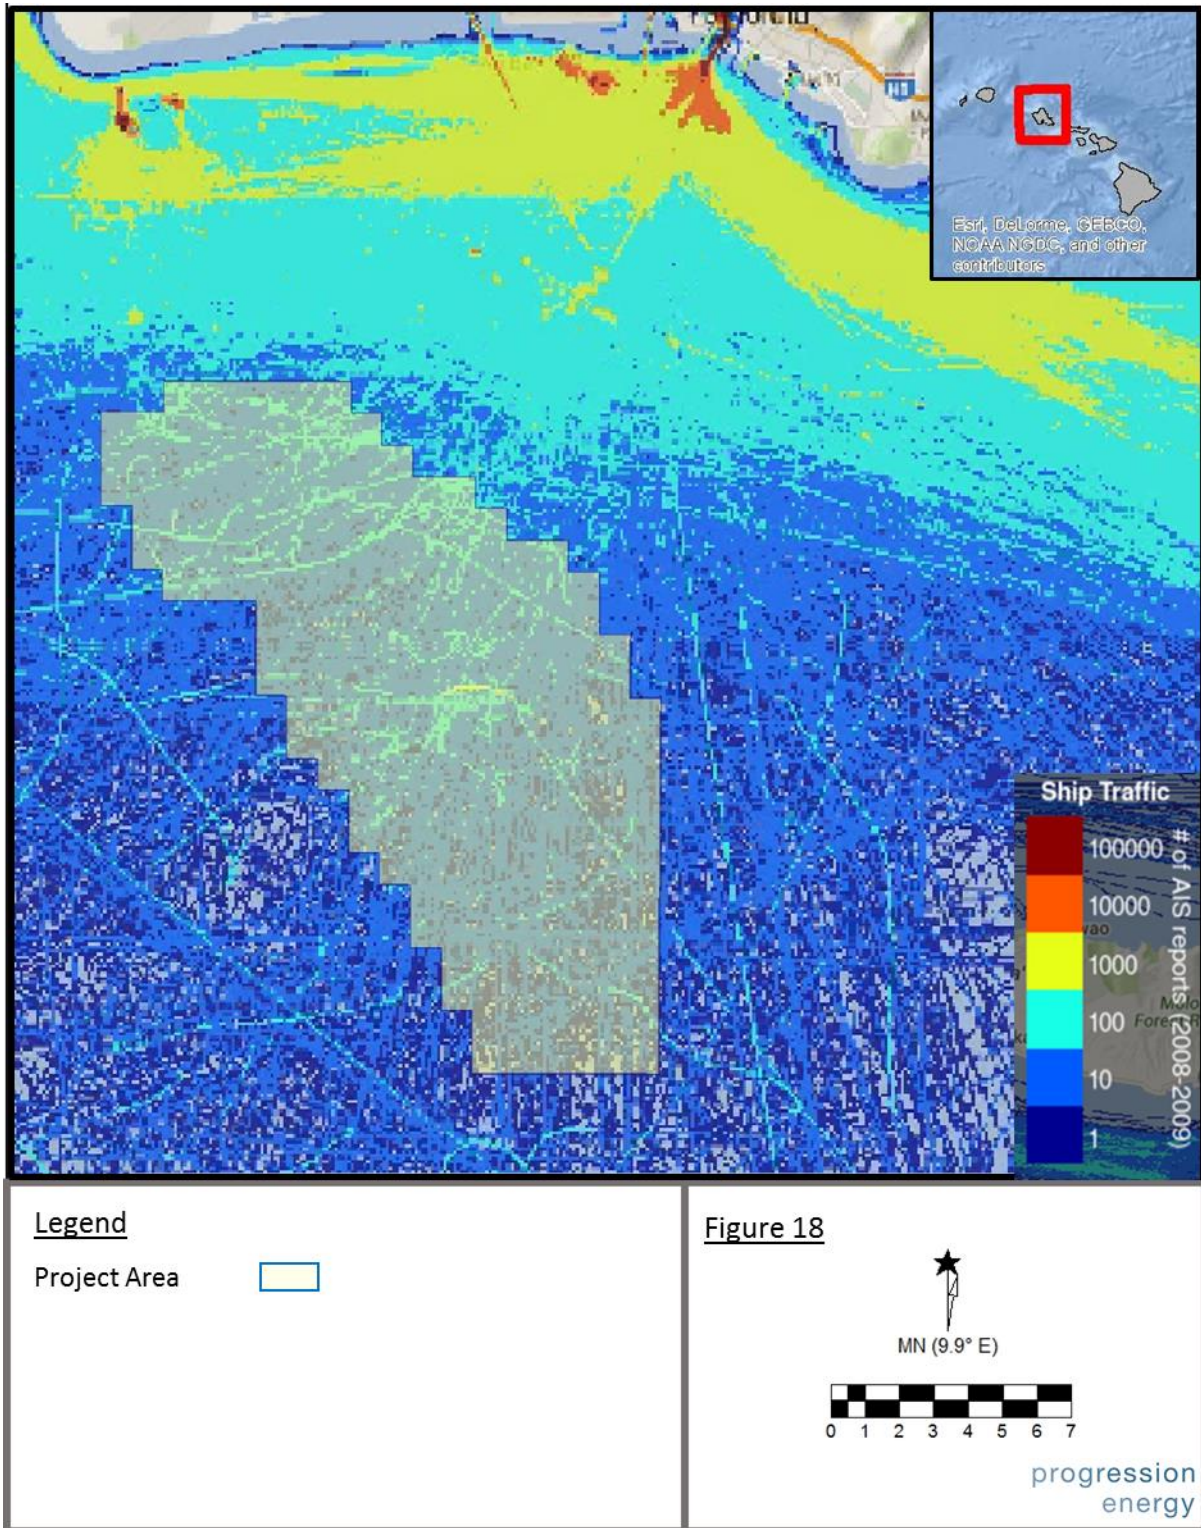 H1
Esri, DeLorme, GEBCO,
NOAA NGDC, and other
contributors
Ship Traffic
100000
10000
1000
100
10
1
# of AIS reports (2008-2009)
Legend
Project Area
Figure 18
MN (9.9° E)
0 1 2 3 4 5 6 7
progression
energy